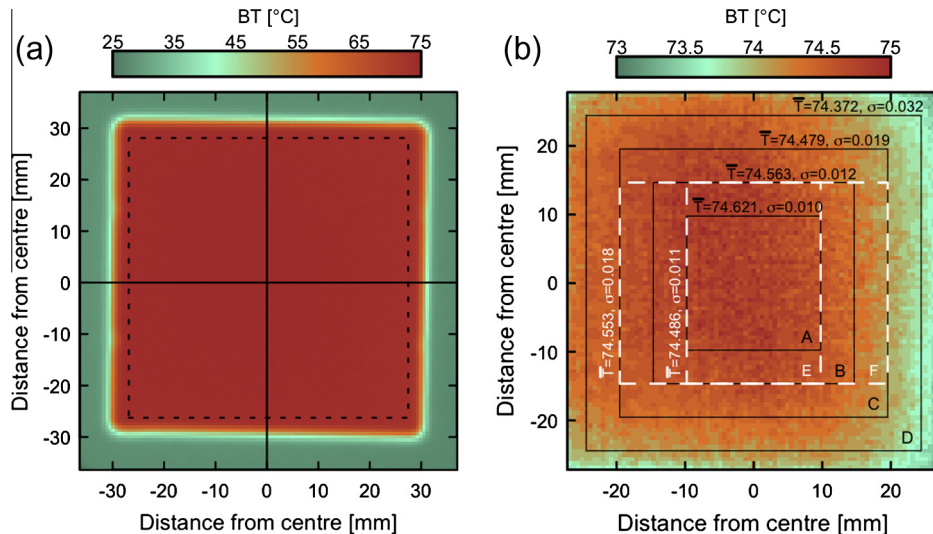 (a)
BT [°C]
25 35 45 55 65 75
Distance from centre [mm]
30
20
10
0
-10
-20
-30
-30 -20 -10 0 10 20 30
Distance from centre [mm]
(b)
BT [°C]
73 73.5 74 74.5 75
Distance from centre [mm]
20
10
0
-10
-20
T̅=74.372, σ=0.032
T̅=74.479, σ=0.019
T̅=74.563, σ=0.012
T̅=74.621, σ=0.010
T̅=74.553, σ=0.018
T̅=74.486, σ=0.011
A
E B F
C
D
-20 -10 0 10 20
Distance from centre [mm]